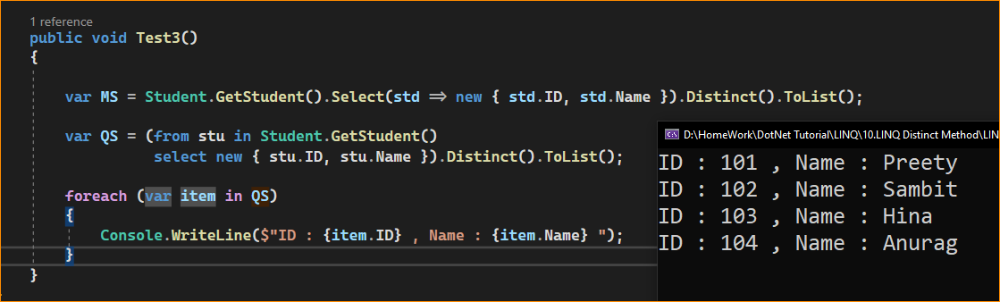 1 reference
public void Test3()
{
var MS = Student.GetStudent().Select(std => new { std.ID, std.Name }).Distinct().ToList();
var QS = (from stu in Student.GetStudent()
select new { stu.ID, stu.Name }).Distinct().ToList();
foreach (var item in QS)
{
Console.WriteLine($"ID : {item.ID} , Name : {item.Name} ");
}
}
D:\HomeWork\DotNet Tutorial\LINQ\10.LINQ Distinct Method\LIN
ID : 101 , Name : Preety
ID : 102 , Name : Sambit
ID : 103 , Name : Hina
ID : 104 , Name : Anurag